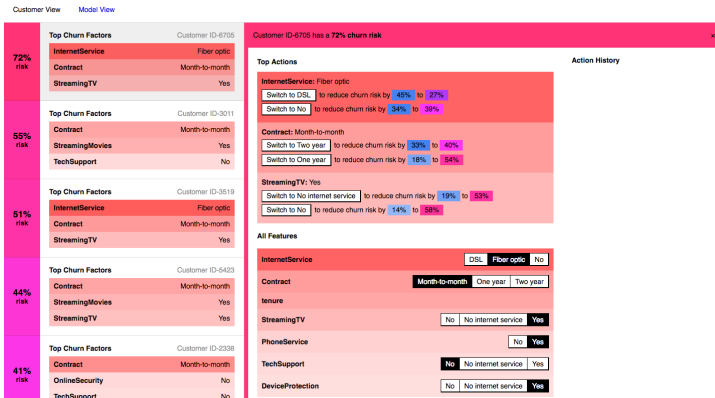 Customer View Model View
72% risk
Top Churn Factors Customer ID-6705
InternetService Fiber optic
Contract Month-to-month
StreamingTV Yes
55% risk
Top Churn Factors Customer ID-3011
Contract Month-to-month
StreamingMovies Yes
TechSupport No
51% risk
Top Churn Factors Customer ID-3519
InternetService Fiber optic
Contract Month-to-month
StreamingTV Yes
44% risk
Top Churn Factors Customer ID-5423
Contract Month-to-month
StreamingMovies Yes
StreamingTV Yes
41% risk
Top Churn Factors Customer ID-2338
Contract Month-to-month
OnlineSecurity No
TechSupport No
Customer ID-6705 has a 72% churn risk ×
Top Actions
InternetService: Fiber optic
Switch to DSL to reduce churn risk by 45% to 27%
Switch to No to reduce churn risk by 34% to 39%
Contract: Month-to-month
Switch to Two year to reduce churn risk by 33% to 40%
Switch to One year to reduce churn risk by 18% to 54%
StreamingTV: Yes
Switch to No internet service to reduce churn risk by 19% to 53%
Switch to No to reduce churn risk by 14% to 58%
All Features
InternetService DSL Fiber optic No
Contract Month-to-month One year Two year
tenure
StreamingTV No No internet service Yes
PhoneService No Yes
TechSupport No No internet service Yes
DeviceProtection No No internet service Yes
Action History